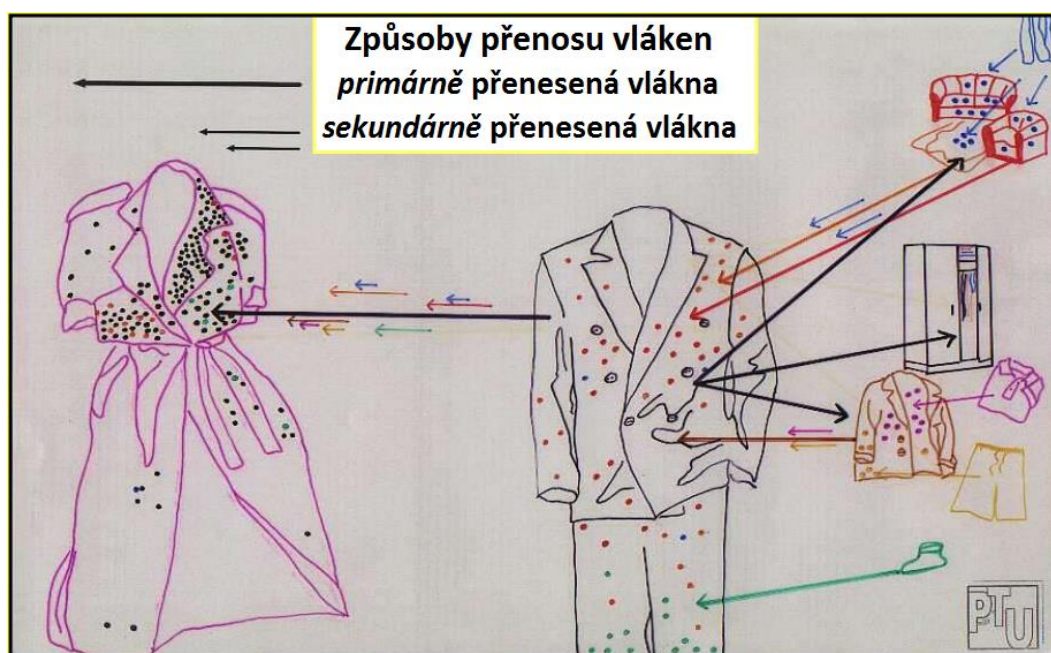 Způsoby přenosu vláken
primárně přenesená vlákna
sekundárně přenesená vlákna
PTU